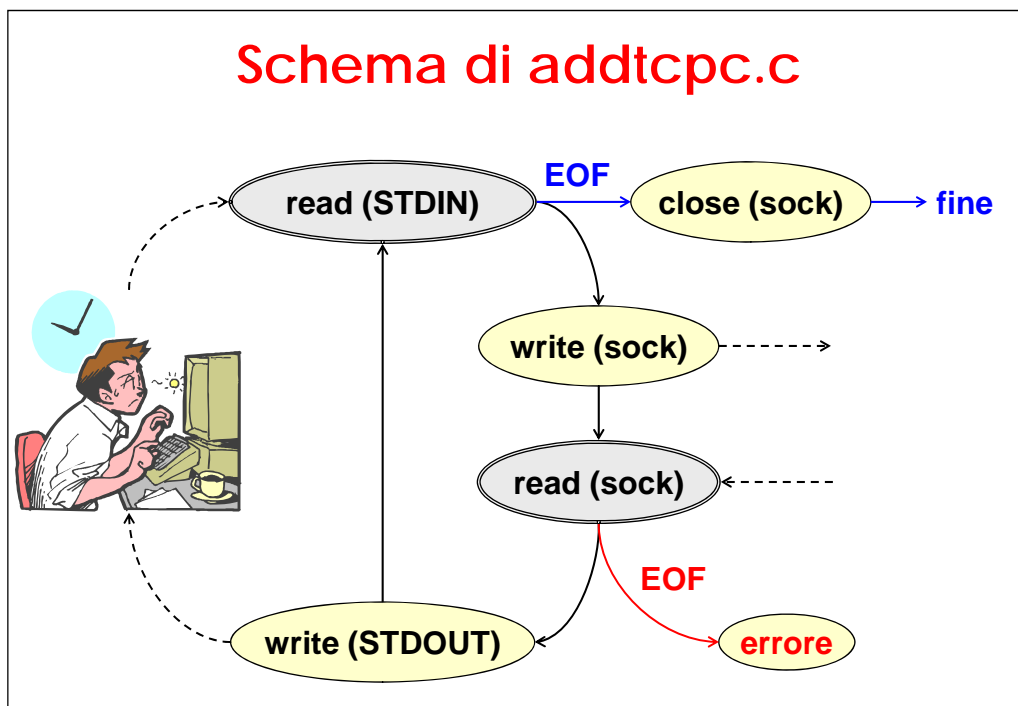 Schema di addtcpc.c
EOF
read (STDIN)
close (sock)
fine
write (sock)
read (sock)
EOF
write (STDOUT)
errore